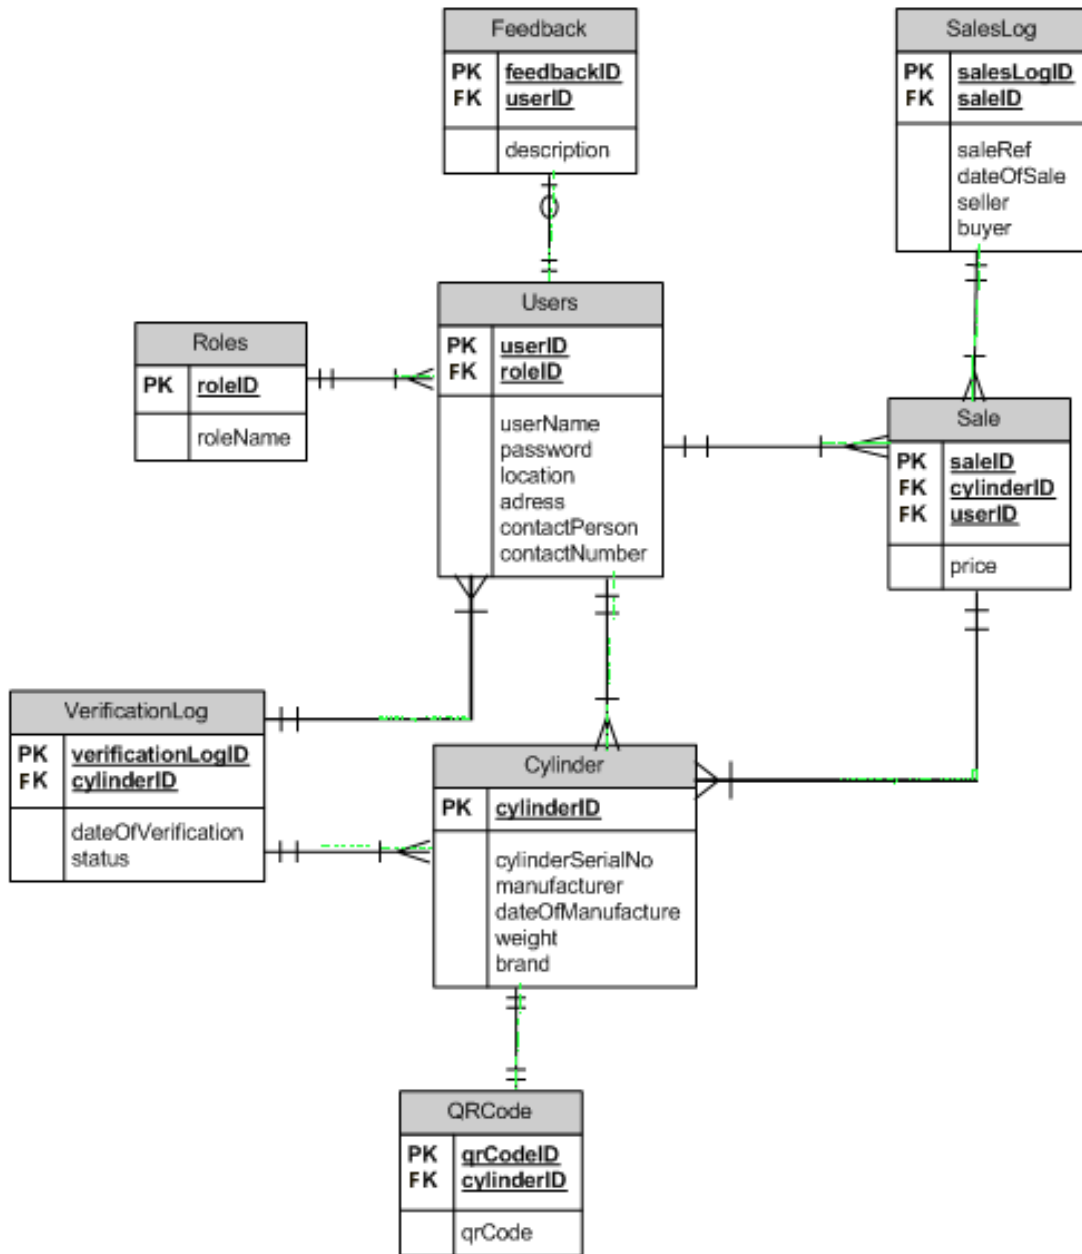 Feedback
PK feedbackID
FK userID
description
SalesLog
PK salesLogID
FK saleID
saleRef
dateOfSale
seller
buyer
Users
PK userID
FK roleID
userName
password
location
adress
contactPerson
contactNumber
Roles
PK roleID
roleName
Sale
PK saleID
FK cylinderID
FK userID
price
VerificationLog
PK verificationLogID
FK cylinderID
dateOfVerification
status
Cylinder
PK cylinderID
cylinderSerialNo
manufacturer
dateOfManufacture
weight
brand
QRCode
PK qrCodeID
FK cylinderID
qrCode